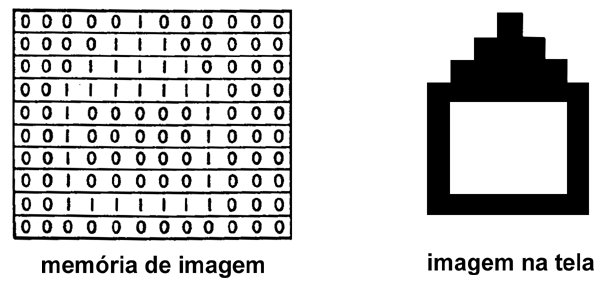 0 0 0 0 0 1 0 0 0 0 0 0
0 0 0 0 1 1 1 0 0 0 0 0
0 0 0 1 1 1 1 1 0 0 0 0
0 0 1 1 1 1 1 1 1 0 0 0
0 0 1 0 0 0 0 0 1 0 0 0
0 0 1 0 0 0 0 0 1 0 0 0
0 0 1 0 0 0 0 0 1 0 0 0
0 0 1 0 0 0 0 0 1 0 0 0
0 0 1 1 1 1 1 1 1 0 0 0
0 0 0 0 0 0 0 0 0 0 0 0
memória de imagem
imagem na tela